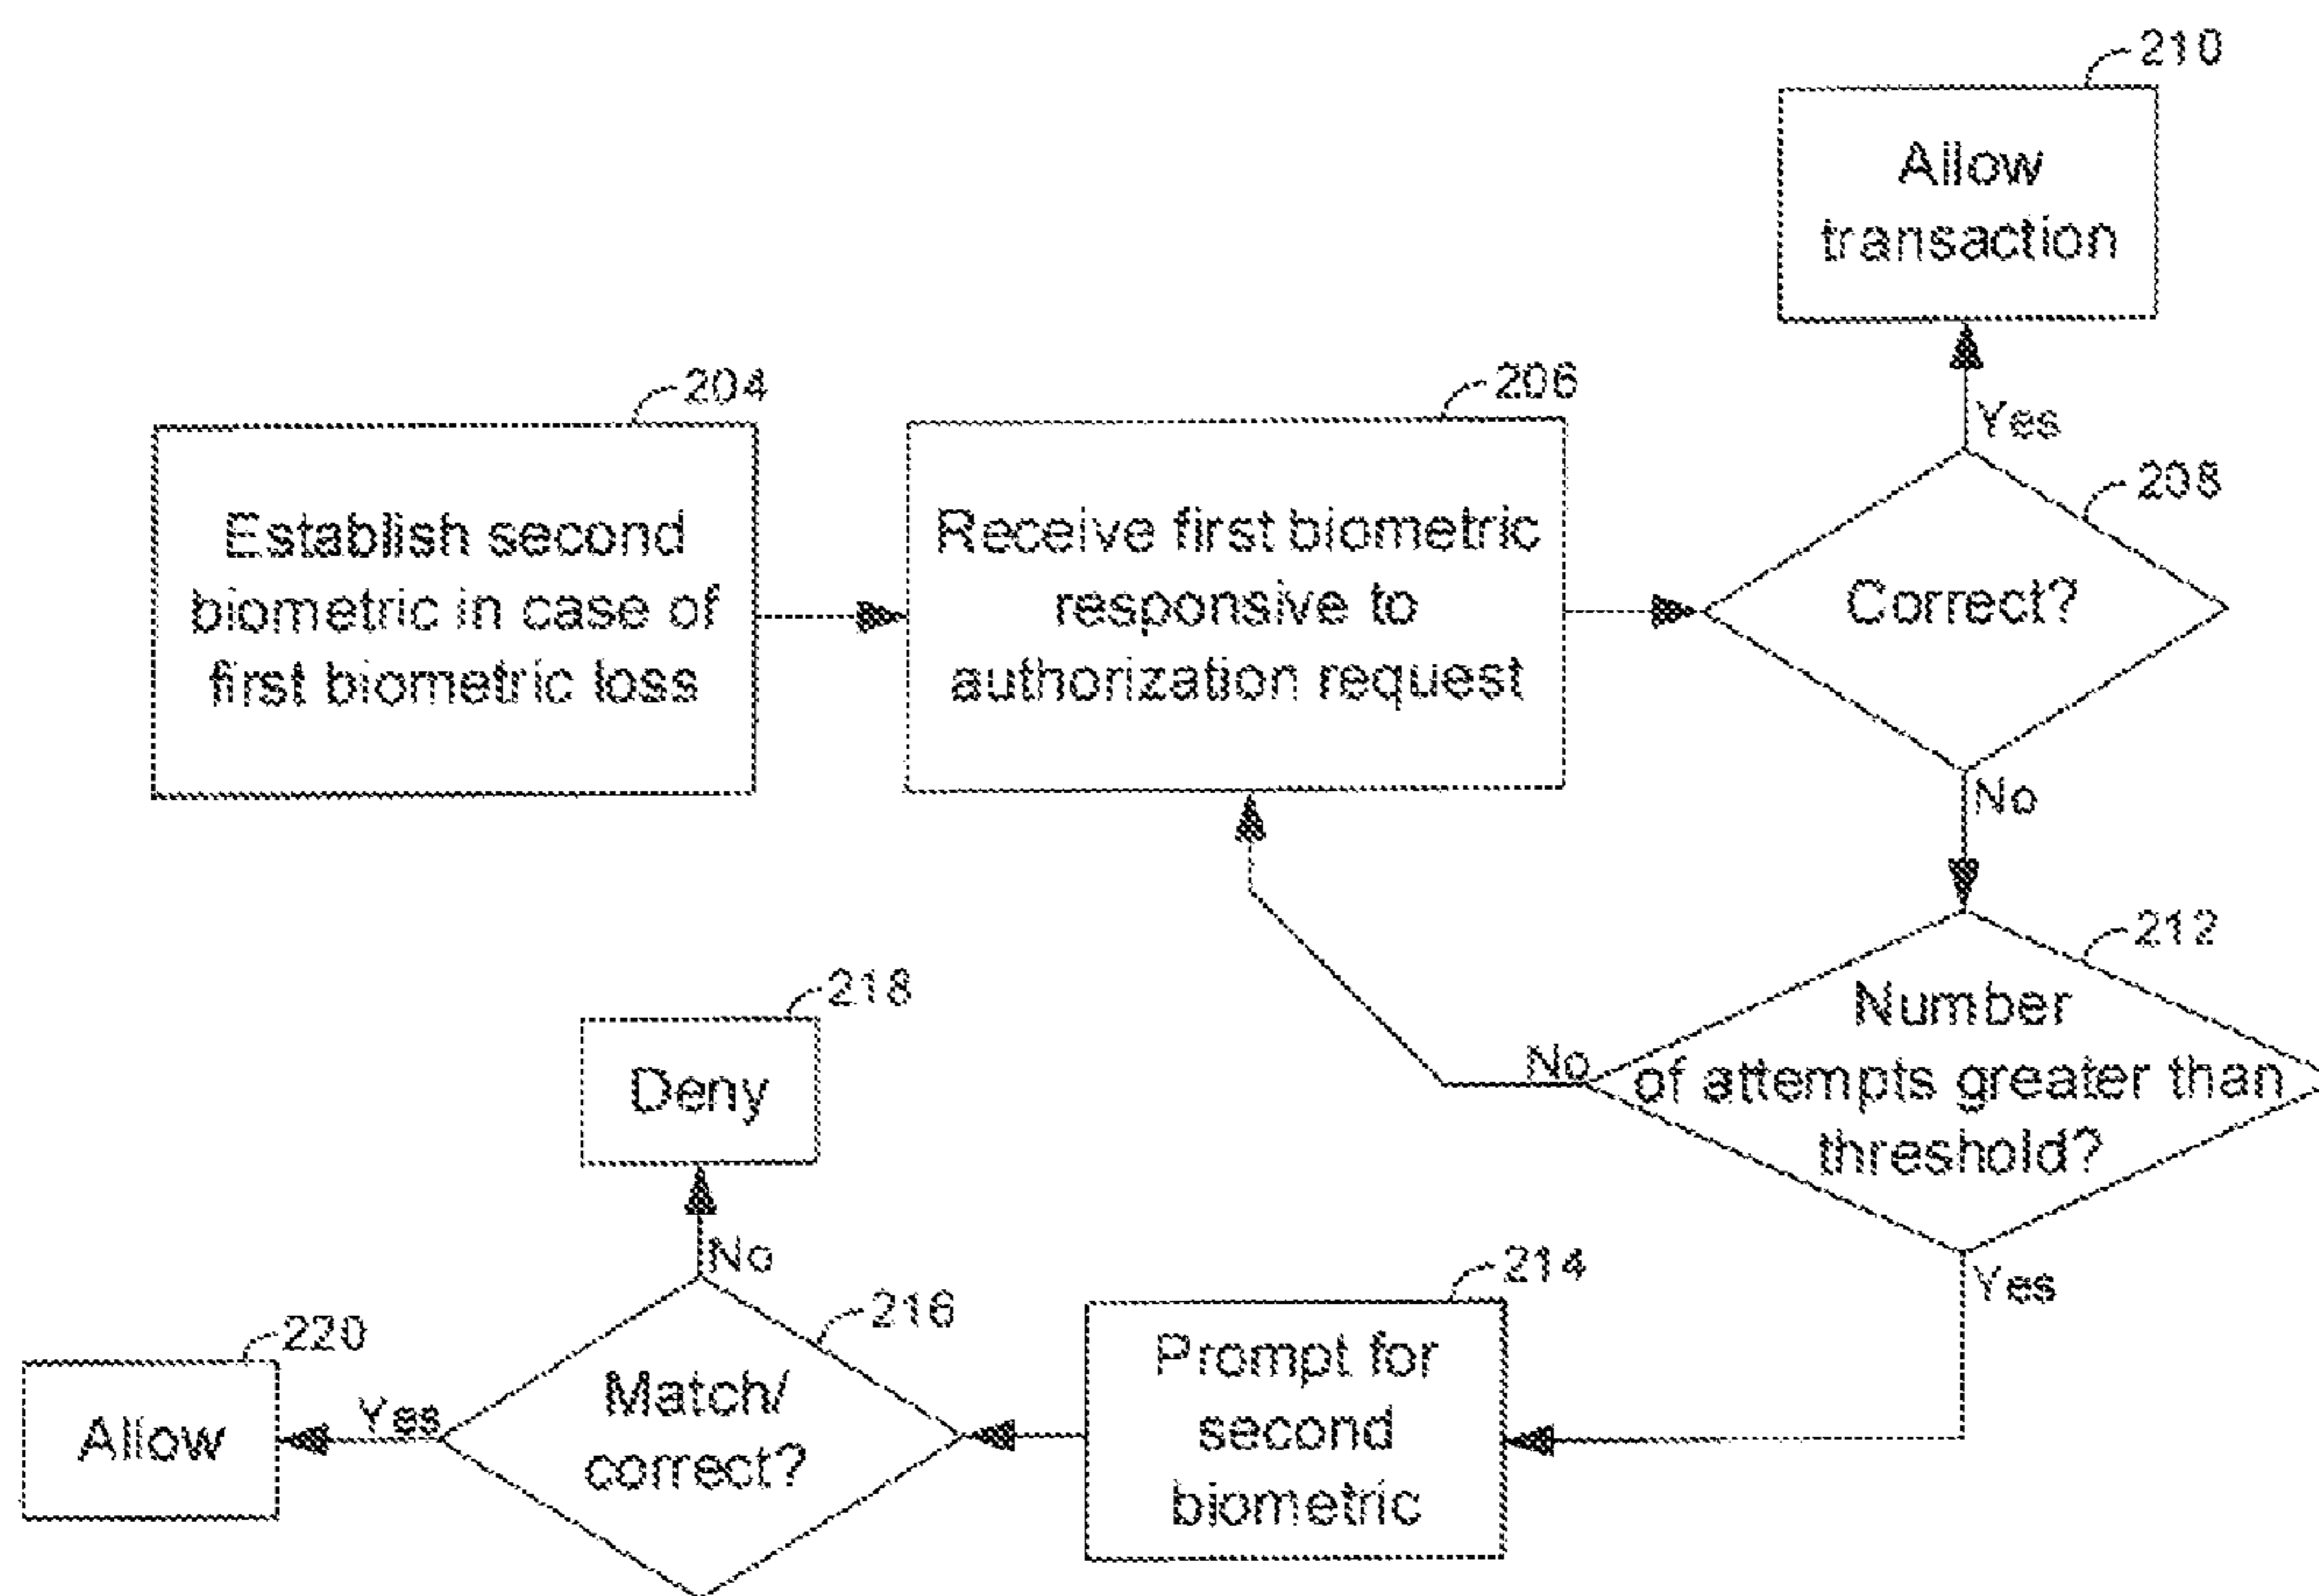 210
Allow
transaction
Yes
204
Establish second
biometric in case of
first biometric loss
206
Receive first biometric
responsive to
authorization request
208
Correct?
No
212
Number
of attempts greater than
threshold?
No
Yes
214
Prompt for
second
biometric
216
Match/
correct?
No
218
Deny
Yes
220
Allow